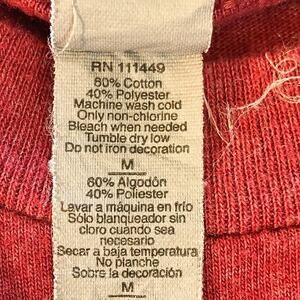 RN 111449
60% Cotton
40% Polyester
Machine wash cold
Only non-chlorine
Bleach when needed
Tumble dry low
Do not iron decoration
M
60% Algodón
40% Poliester
Lavar a máquina en frío
Sólo blanqueador sin
cloro cuando sea
necesario
Secar a baja temperatura
No planche
Sobre la decoración
M